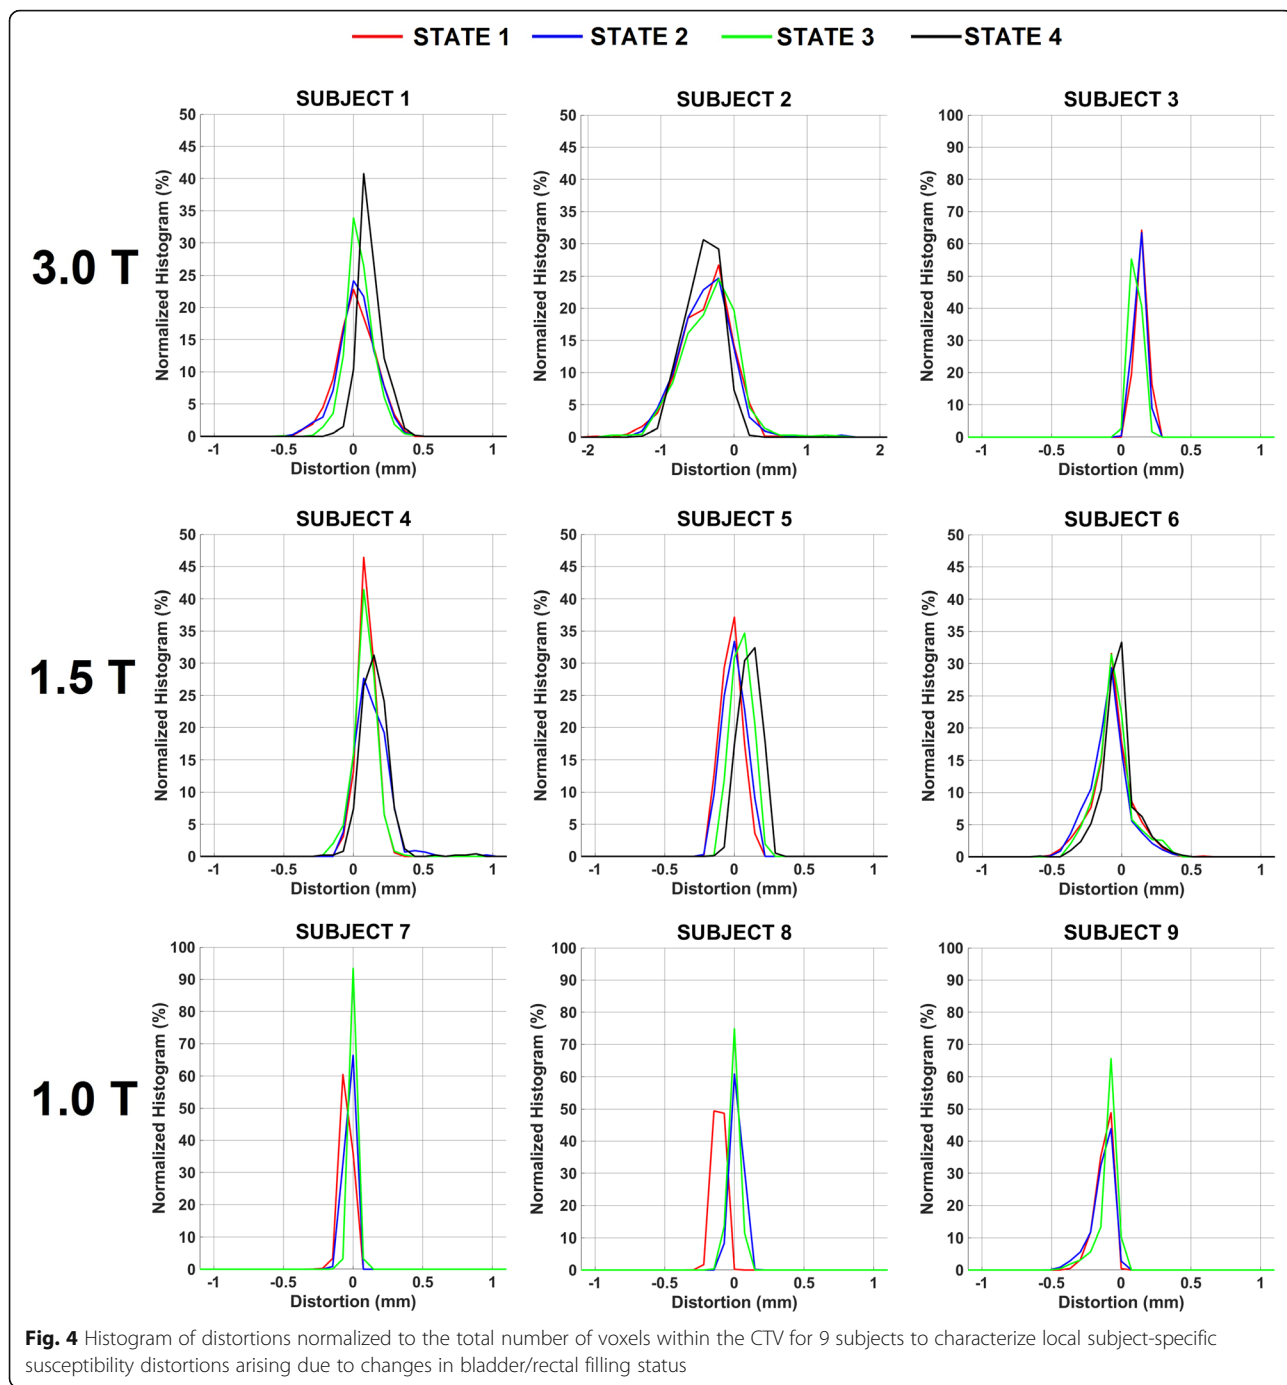 STATE 1 STATE 2 STATE 3 STATE 4
3.0 T
SUBJECT 1
Normalized Histogram (%)
50
45
40
35
30
25
20
15
10
5
0
-1 -0.5 0 0.5 1
Distortion (mm)
SUBJECT 2
Normalized Histogram (%)
50
45
40
35
30
25
20
15
10
5
0
-2 -1 0 1 2
Distortion (mm)
SUBJECT 3
Normalized Histogram (%)
100
90
80
70
60
50
40
30
20
10
0
-1 -0.5 0 0.5 1
Distortion (mm)
1.5 T
SUBJECT 4
Normalized Histogram (%)
50
45
40
35
30
25
20
15
10
5
0
-1 -0.5 0 0.5 1
Distortion (mm)
SUBJECT 5
Normalized Histogram (%)
50
45
40
35
30
25
20
15
10
5
0
-1 -0.5 0 0.5 1
Distortion (mm)
SUBJECT 6
Normalized Histogram (%)
50
45
40
35
30
25
20
15
10
5
0
-1 -0.5 0 0.5 1
Distortion (mm)
1.0 T
SUBJECT 7
Normalized Histogram (%)
100
90
80
70
60
50
40
30
20
10
0
-1 -0.5 0 0.5 1
Distortion (mm)
SUBJECT 8
Normalized Histogram (%)
100
90
80
70
60
50
40
30
20
10
0
-1 -0.5 0 0.5 1
Distortion (mm)
SUBJECT 9
Normalized Histogram (%)
100
90
80
70
60
50
40
30
20
10
0
-1 -0.5 0 0.5 1
Distortion (mm)
Fig. 4 Histogram of distortions normalized to the total number of voxels within the CTV for 9 subjects to characterize local subject-specific
susceptibility distortions arising due to changes in bladder/rectal filling status